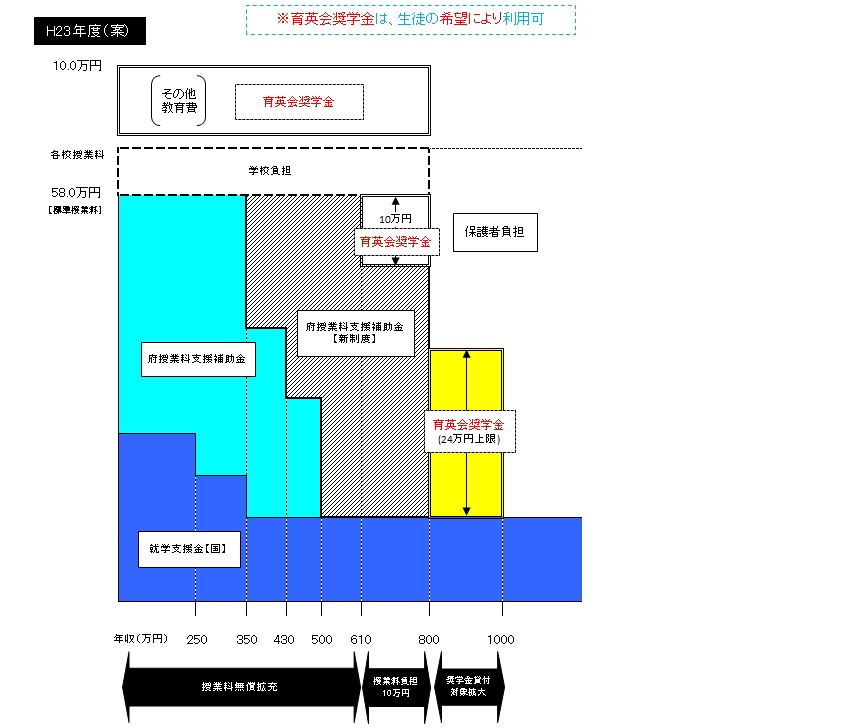 ※育英会奨学金は、生徒の希望により利用可
H23年度(案)
10.0万円
その他
教育費
育英会奨学金
各校授業料
学校負担
58.0万円
[標準授業料]
10万円
育英会奨学金
保護者負担
府授業料支援補助金
【新制度】
府授業料支援補助金
育英会奨学金
(24万円上限)
就学支援金【国】
年収(万円) 250 350 430 500 610 800 1000
授業料無償拡充
授業料負担
10万円
奨学金貸付
対象拡大